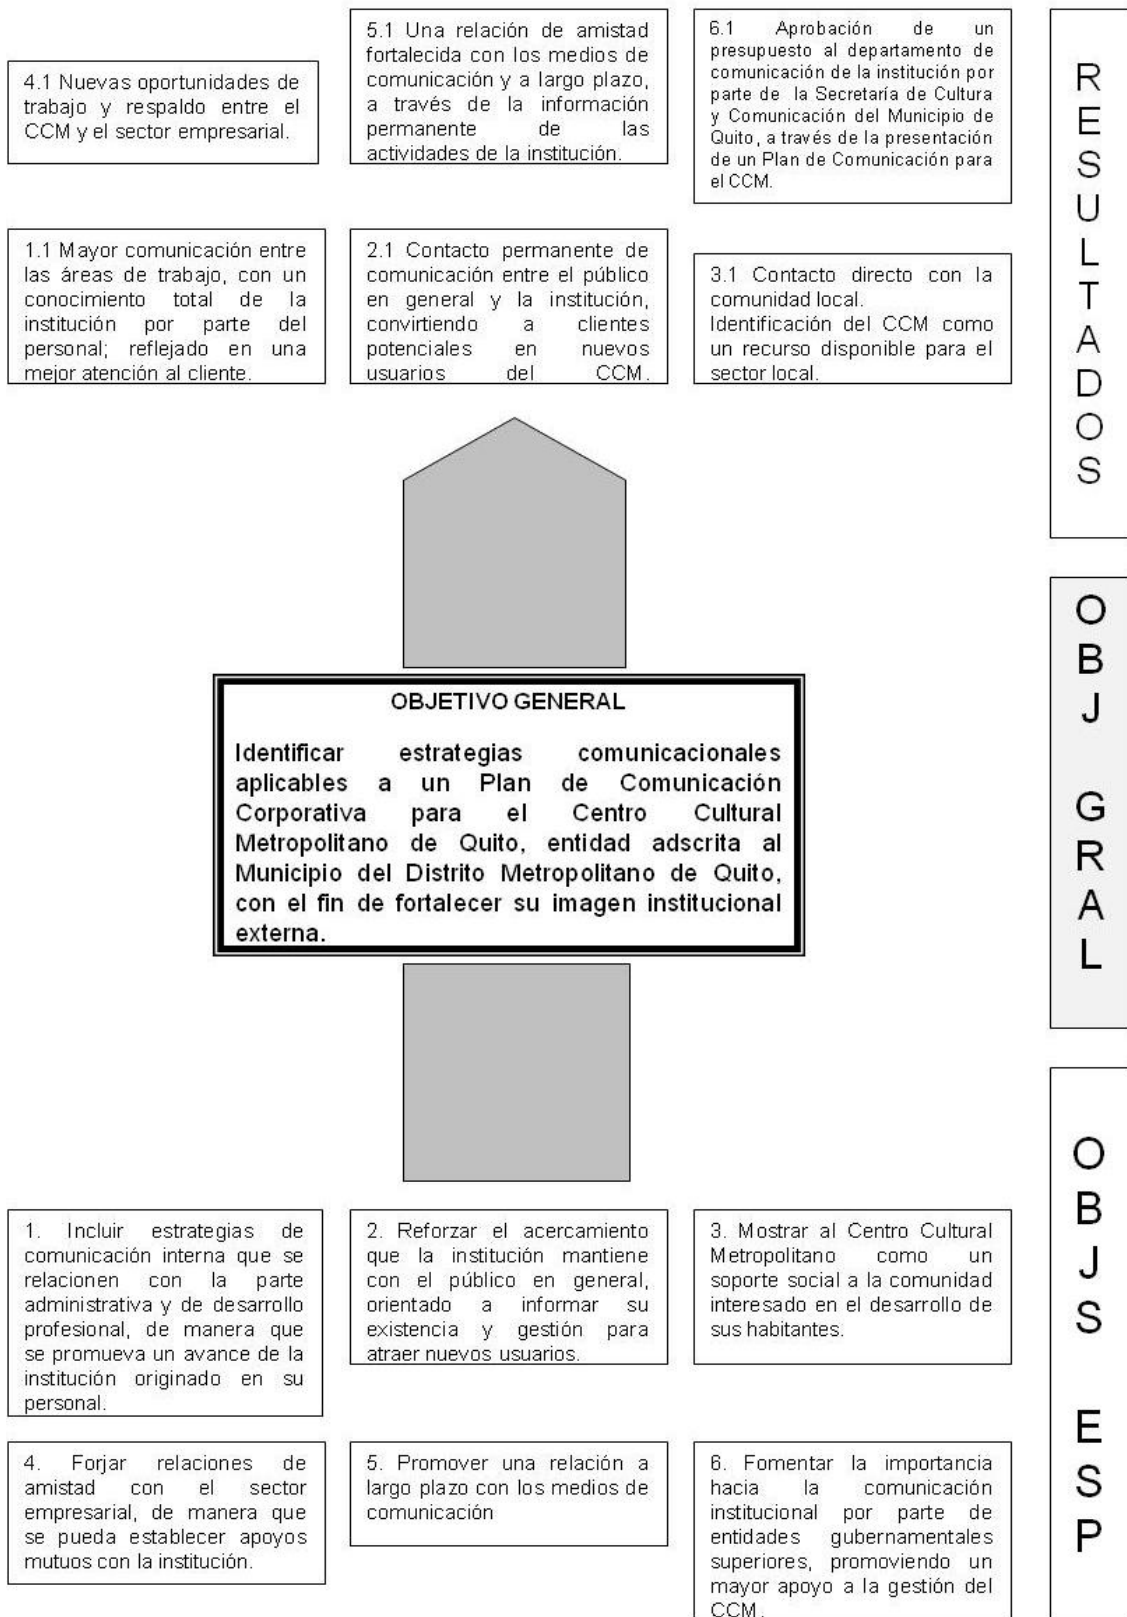 4.1 Nuevas oportunidades de
trabajo y respaldo entre el
CCM y el sector empresarial.
5.1 Una relación de amistad
fortalecida con los medios de
comunicación y a largo plazo,
a través de la información
permanente de las
actividades de la institución.
6.1 Aprobación de un
presupuesto al departamento de
comunicación de la institución por
parte de la Secretaría de Cultura
y Comunicación del Municipio de
Quito, a través de la presentación
de un Plan de Comunicación para
el CCM.
1.1 Mayor comunicación entre
las áreas de trabajo, con un
conocimiento total de la
institución por parte del
personal; reflejado en una
mejor atención al cliente.
2.1 Contacto permanente de
comunicación entre el público
en general y la institución,
convirtiendo a clientes
potenciales en nuevos
usuarios del CCM.
3.1 Contacto directo con la
comunidad local.
Identificación del CCM como
un recurso disponible para el
sector local.
RESULTADOS
OBJETIVO GENERAL
Identificar estrategias comunicacionales
aplicables a un Plan de Comunicación
Corporativa para el Centro Cultural
Metropolitano de Quito, entidad adscrita al
Municipio del Distrito Metropolitano de Quito,
con el fin de fortalecer su imagen institucional
externa.
OBJ GRAL
1. Incluir estrategias de
comunicación interna que se
relacionen con la parte
administrativa y de desarrollo
profesional, de manera que
se promueva un avance de la
institución originado en su
personal.
2. Reforzar el acercamiento
que la institución mantiene
con el público en general,
orientado a informar su
existencia y gestión para
atraer nuevos usuarios.
3. Mostrar al Centro Cultural
Metropolitano como un
soporte social a la comunidad
interesado en el desarrollo de
sus habitantes.
4. Forjar relaciones de
amistad con el sector
empresarial, de manera que
se pueda establecer apoyos
mutuos con la institución.
5. Promover una relación a
largo plazo con los medios de
comunicación
6. Fomentar la importancia
hacia la comunicación
institucional por parte de
entidades gubernamentales
superiores, promoviendo un
mayor apoyo a la gestión del
CCM.
OBJS ESP